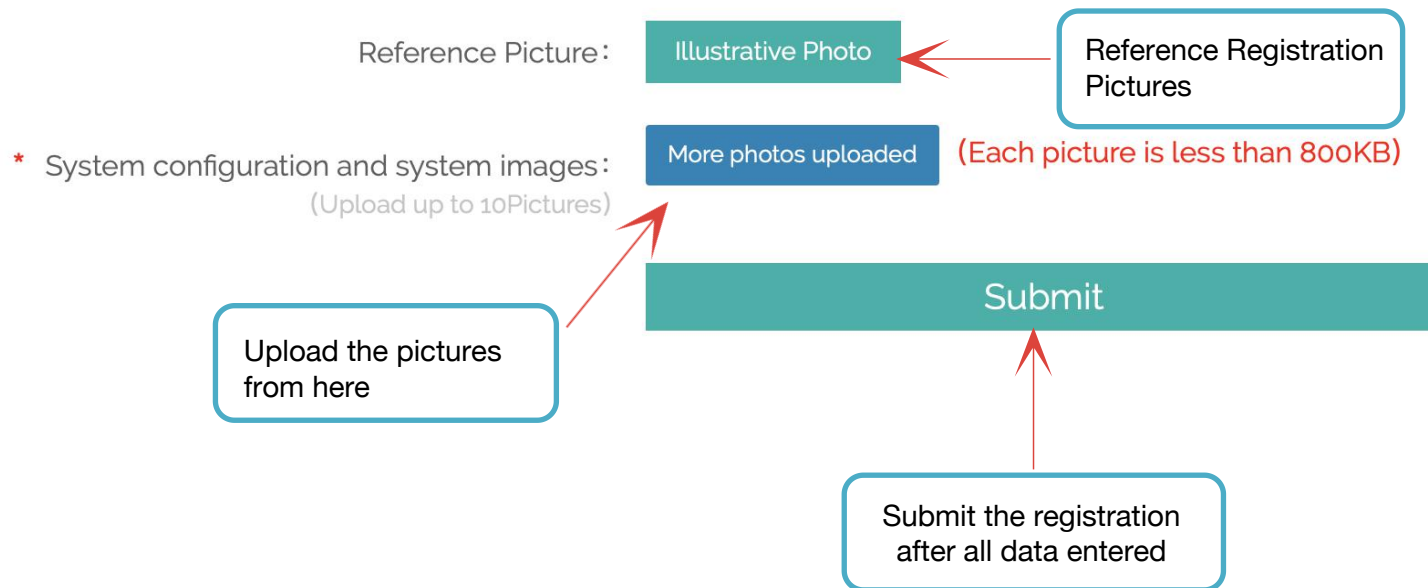 Reference Picture: Illustrative Photo
Reference Registration
Pictures
* System configuration and system images: More photos uploaded (Each picture is less than 800KB)
(Upload up to 10Pictures)
Submit
Upload the pictures
from here
Submit the registration
after all data entered